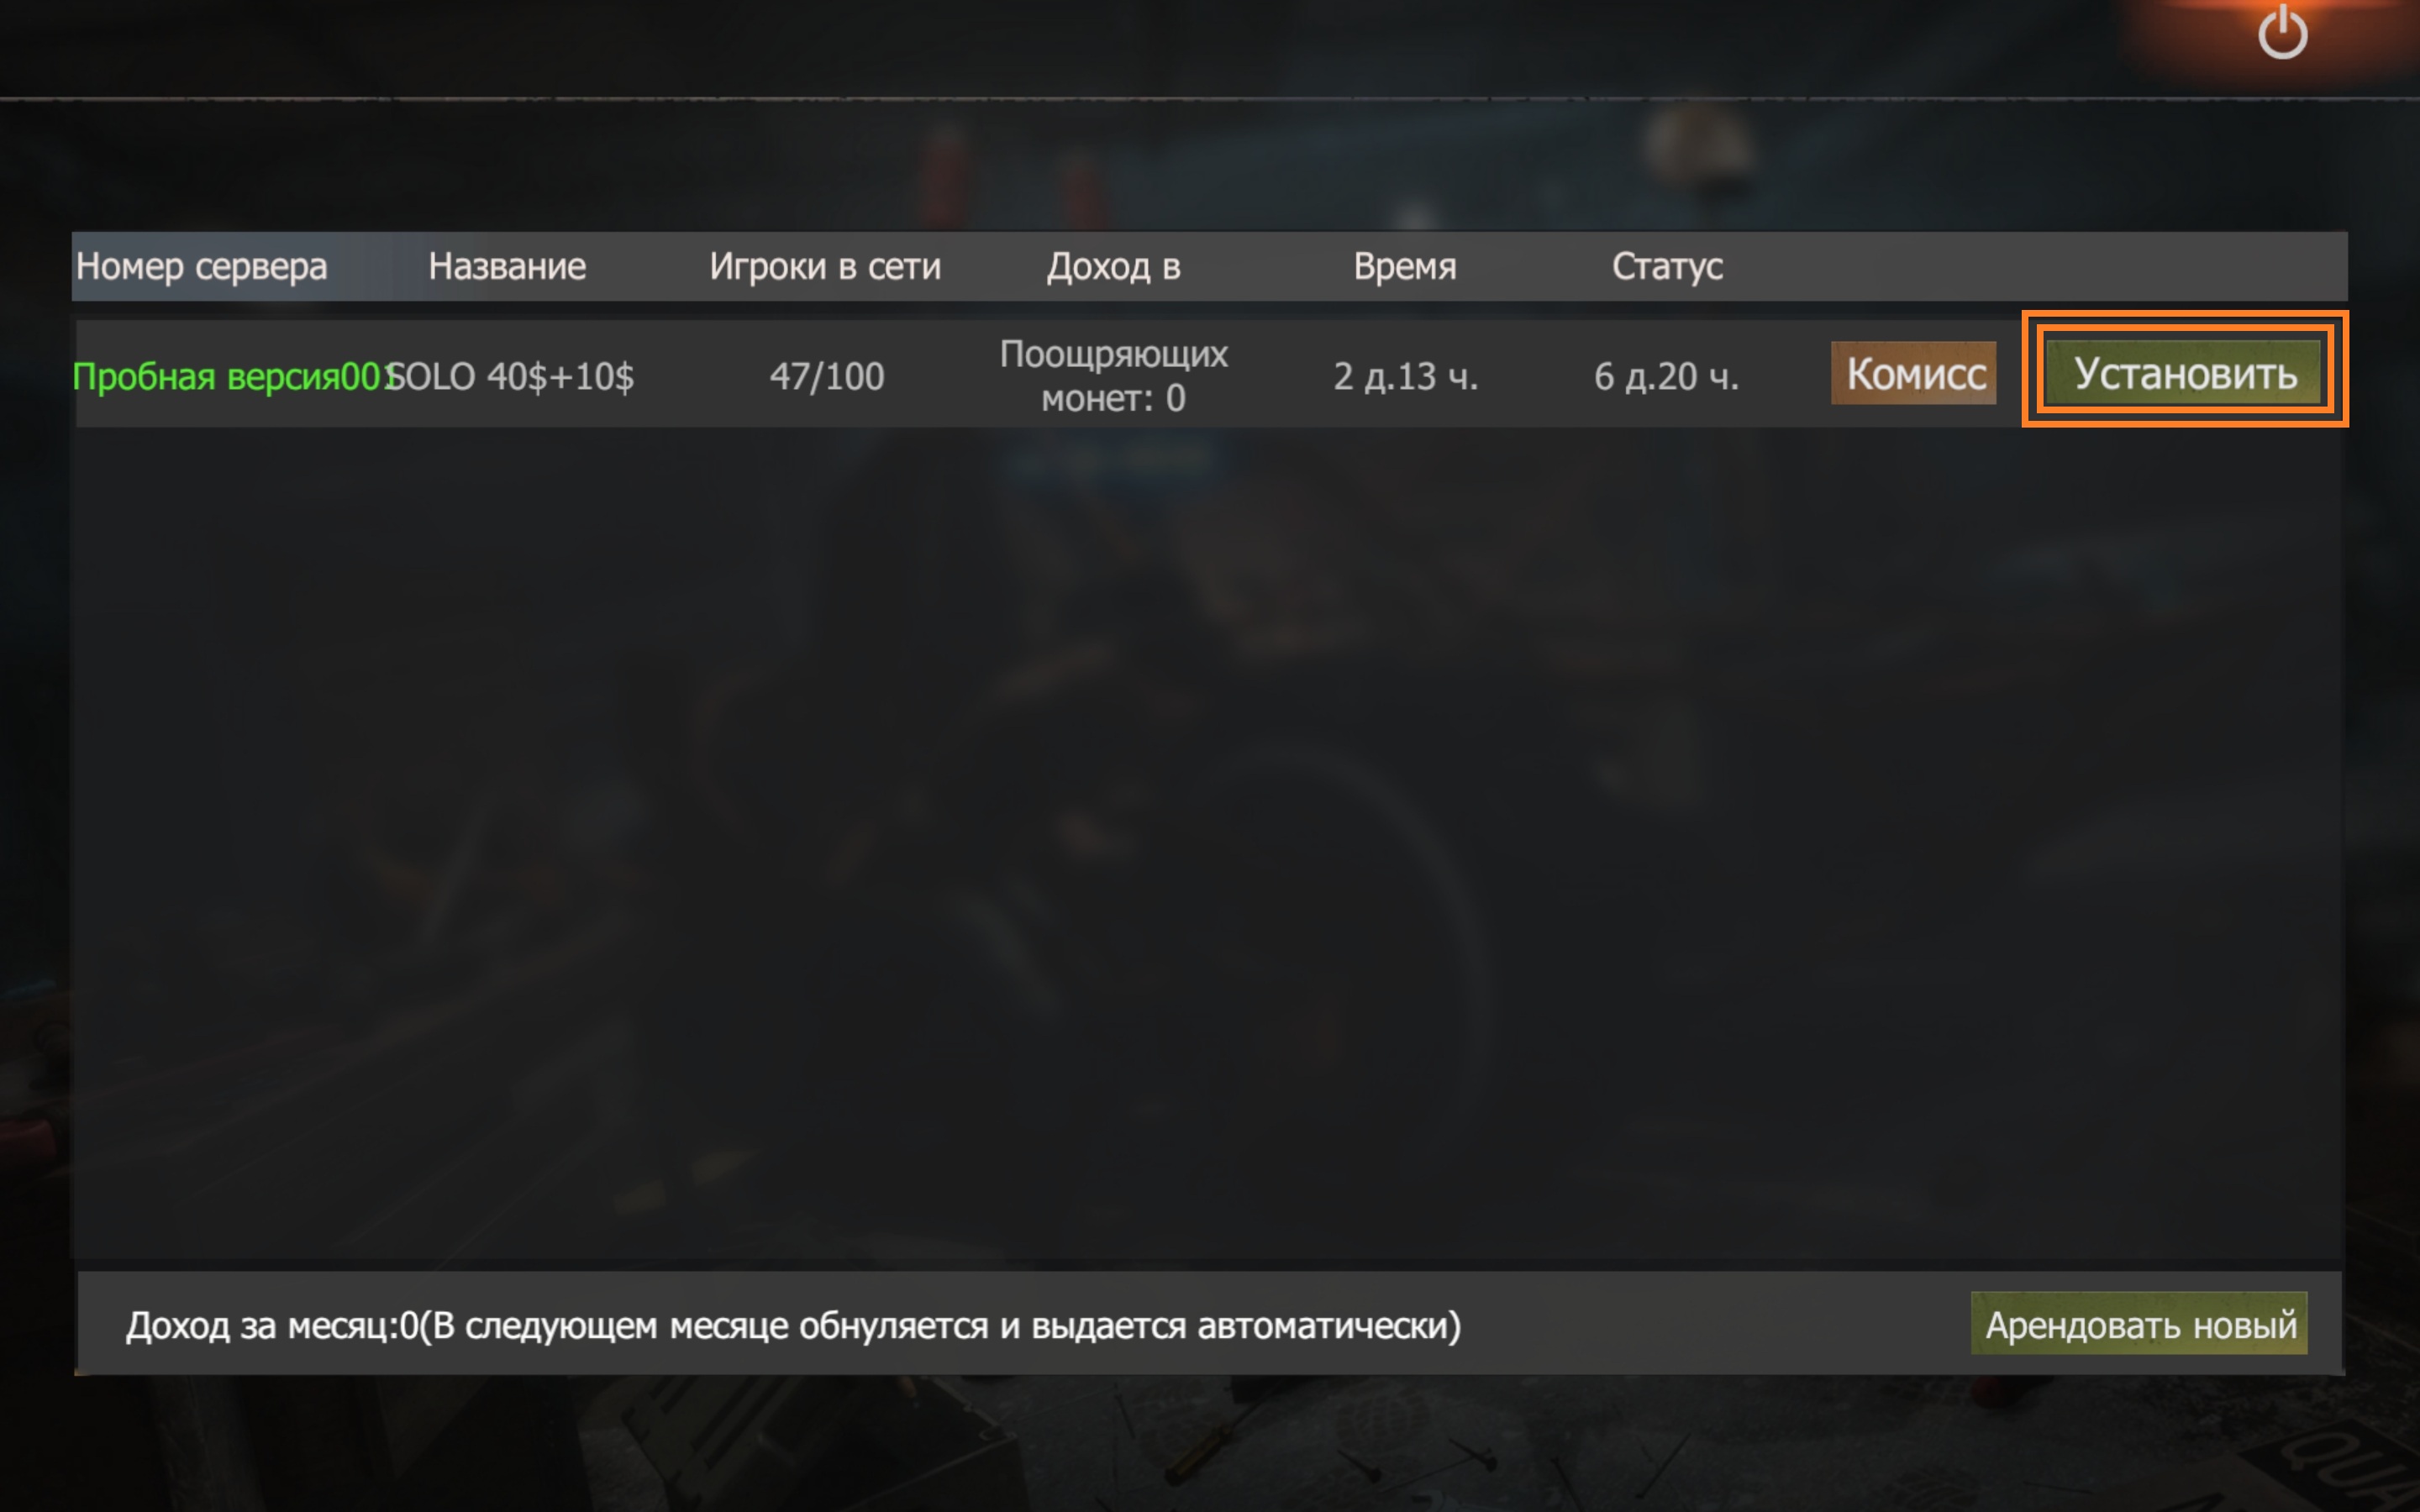 Номер сервера Название Игроки в сети Доход в Время Статус
Пробная версия001 SOLO 40$+10$ 47/100 Поощряющих 2 д.13 ч. 6 д.20 ч. Комисс Установить
монет: 0
Доход за месяц:0(В следующем месяце обнуляется и выдается автоматически) Арендовать новый